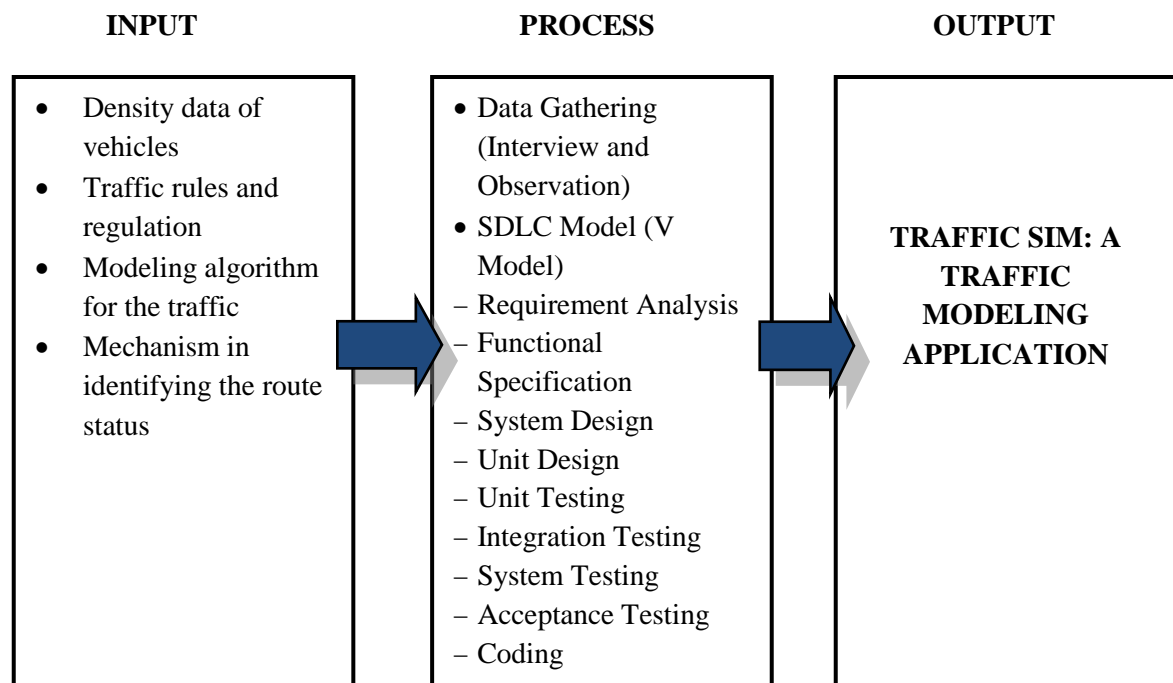 INPUT
PROCESS
OUTPUT
• Density data of
vehicles
• Traffic rules and
regulation
• Modeling algorithm
for the traffic
• Mechanism in
identifying the route
status
• Data Gathering
(Interview and
Observation)
• SDLC Model (V
Model)
– Requirement Analysis
– Functional
Specification
– System Design
– Unit Design
– Unit Testing
– Integration Testing
– System Testing
– Acceptance Testing
– Coding
TRAFFIC SIM: A
TRAFFIC
MODELING
APPLICATION